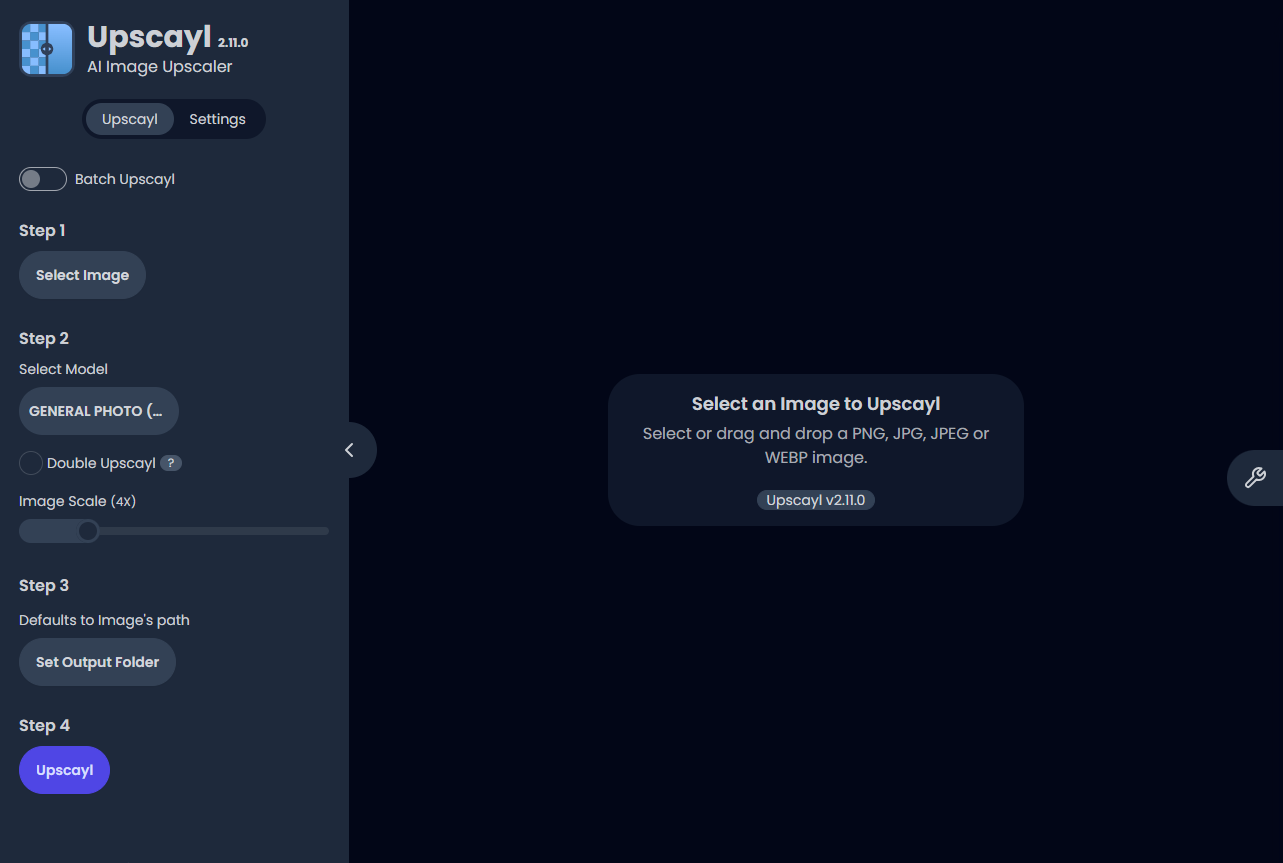 Upscayl 2.11.0
AI Image Upscaler
Upscayl Settings
Batch Upscayl
Step 1
Select Image
Step 2
Select Model
GENERAL PHOTO (...
Double Upscayl ?
Image Scale (4X)
Step 3
Defaults to Image's path
Set Output Folder
Step 4
Upscayl
Select an Image to Upscayl
Select or drag and drop a PNG, JPG, JPEG or
WEBP image.
Upscayl v2.11.0